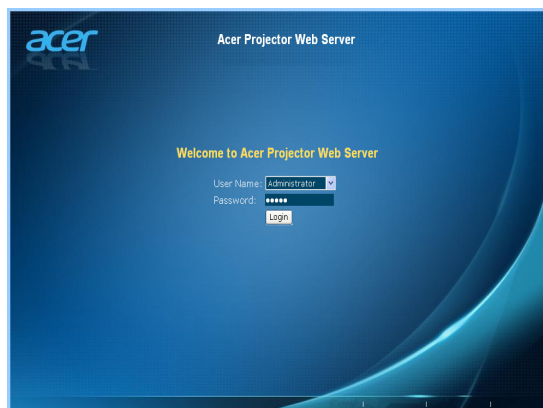 acer
Acer Projector Web Server
Welcome to Acer Projector Web Server
User Name: Administrator
Password: •••••
Login